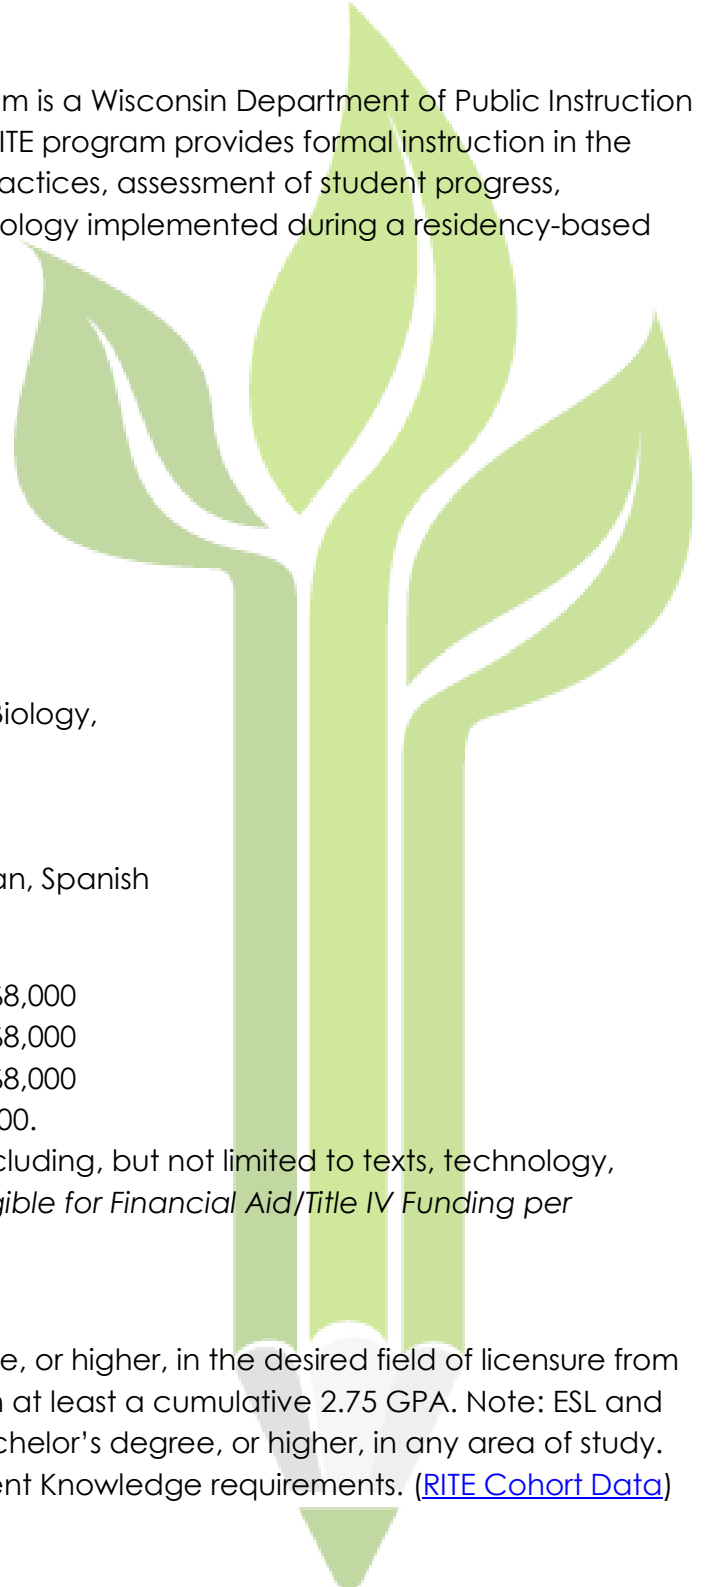 m is a Wisconsin Department of Public Instruction
ITE program provides formal instruction in the
actices, assessment of student progress,
ology implemented during a residency-based
Biology,
an, Spanish
$8,000
$8,000
$8,000
00.
cluding, but not limited to texts, technology,
gible for Financial Aid/Title IV Funding per
e, or higher, in the desired field of licensure from
n at least a cumulative 2.75 GPA. Note: ESL and
chelor’s degree, or higher, in any area of study.
ent Knowledge requirements. (RITE Cohort Data)